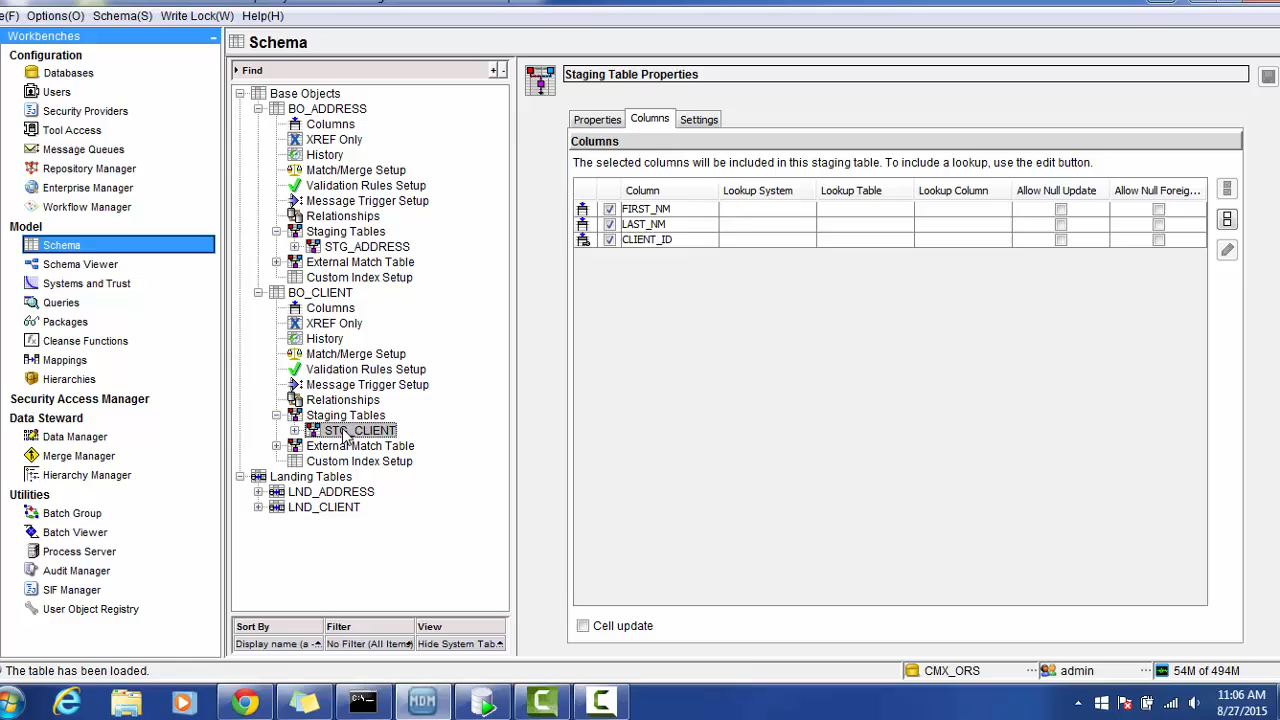 e(F) Options(O) Schema(S) Write Lock(W) Help(H)
Workbenches
Configuration
Databases
Users
Security Providers
Tool Access
Message Queues
Repository Manager
Enterprise Manager
Workflow Manager
Model
Schema
Schema Viewer
Systems and Trust
Queries
Packages
Cleanse Functions
Mappings
Hierarchies
Security Access Manager
Data Steward
Data Manager
Merge Manager
Hierarchy Manager
Utilities
Batch Group
Batch Viewer
Process Server
Audit Manager
SIF Manager
User Object Registry
Schema
Find
Base Objects
BO_ADDRESS
Columns
XREF Only
History
Match/Merge Setup
Validation Rules Setup
Message Trigger Setup
Relationships
Staging Tables
STG_ADDRESS
External Match Table
Custom Index Setup
BO_CLIENT
Columns
XREF Only
History
Match/Merge Setup
Validation Rules Setup
Message Trigger Setup
Relationships
Staging Tables
STG_CLIENT
External Match Table
Custom Index Setup
Landing Tables
LND_ADDRESS
LND_CLIENT
Sort By Filter View
Display name (a -... No Filter (All Items) Hide System Tab...
Staging Table Properties
Properties Columns Settings
Columns
The selected columns will be included in this staging table. To include a lookup, use the edit button.
Column Lookup System Lookup Table Lookup Column Allow Null Update Allow Null Foreig...
FIRST_NM
LAST_NM
CLIENT_ID
Cell update
The table has been loaded.
CMX_ORS admin 54M of 494M
MDM
11:06 AM
8/27/2015